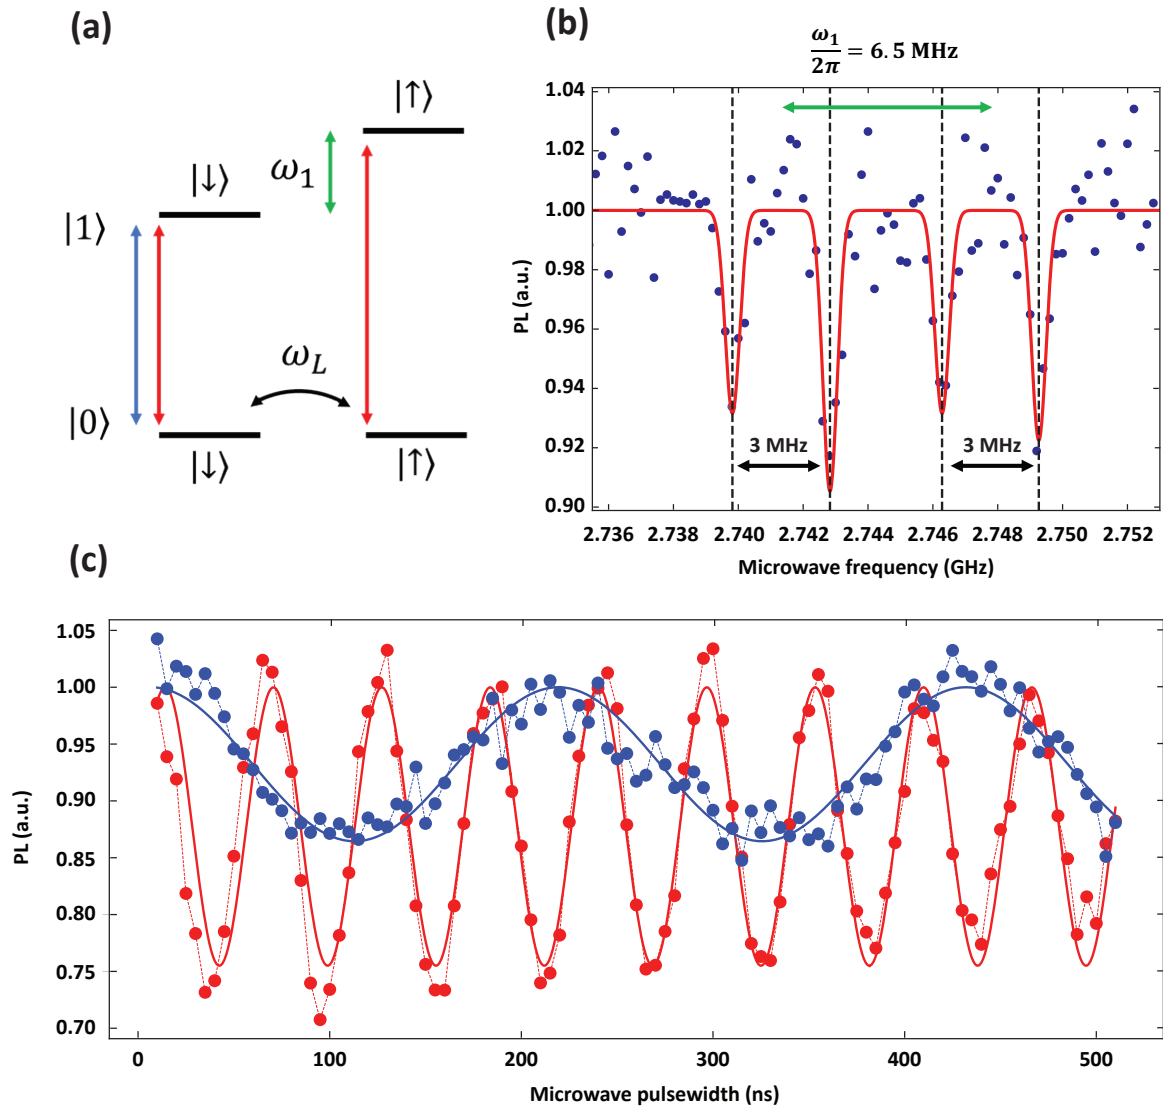 (a)
|↑⟩
|↓⟩
ω₁
|1⟩
ω_L
|0⟩
|↓⟩
|↑⟩
(b)
ω₁/2π = 6.5 MHz
1.04
1.02
1.00
0.98
0.96
0.94
0.92
0.90
PL (a.u.)
3 MHz
3 MHz
2.736 2.738 2.740 2.742 2.744 2.746 2.748 2.750 2.752
Microwave frequency (GHz)
(c)
1.05
1.00
0.95
0.90
0.85
0.80
0.75
0.70
PL (a.u.)
0 100 200 300 400 500
Microwave pulsewidth (ns)